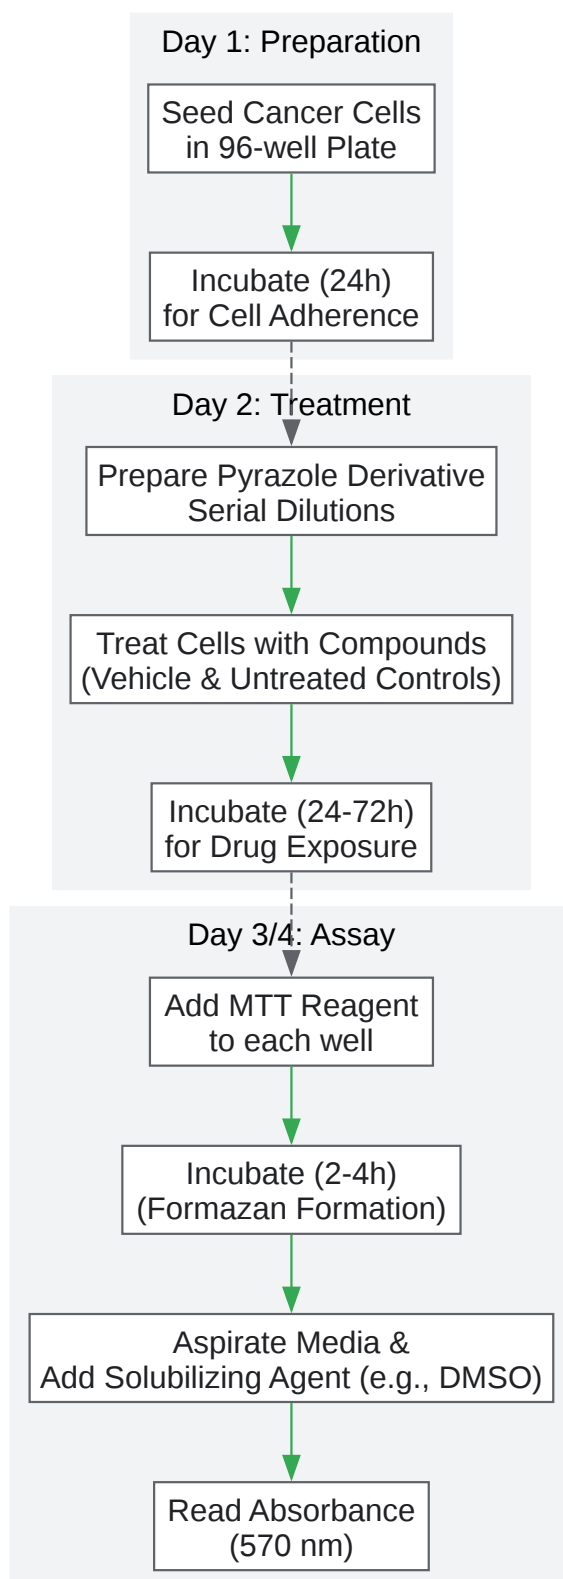 Day 1: Preparation
Seed Cancer Cells
in 96-well Plate
Incubate (24h)
for Cell Adherence
Day 2: Treatment
Prepare Pyrazole Derivative
Serial Dilutions
Treat Cells with Compounds
(Vehicle & Untreated Controls)
Incubate (24-72h)
for Drug Exposure
Day 3/4: Assay
Add MTT Reagent
to each well
Incubate (2-4h)
(Formazan Formation)
Aspirate Media &
Add Solubilizing Agent (e.g., DMSO)
Read Absorbance
(570 nm)